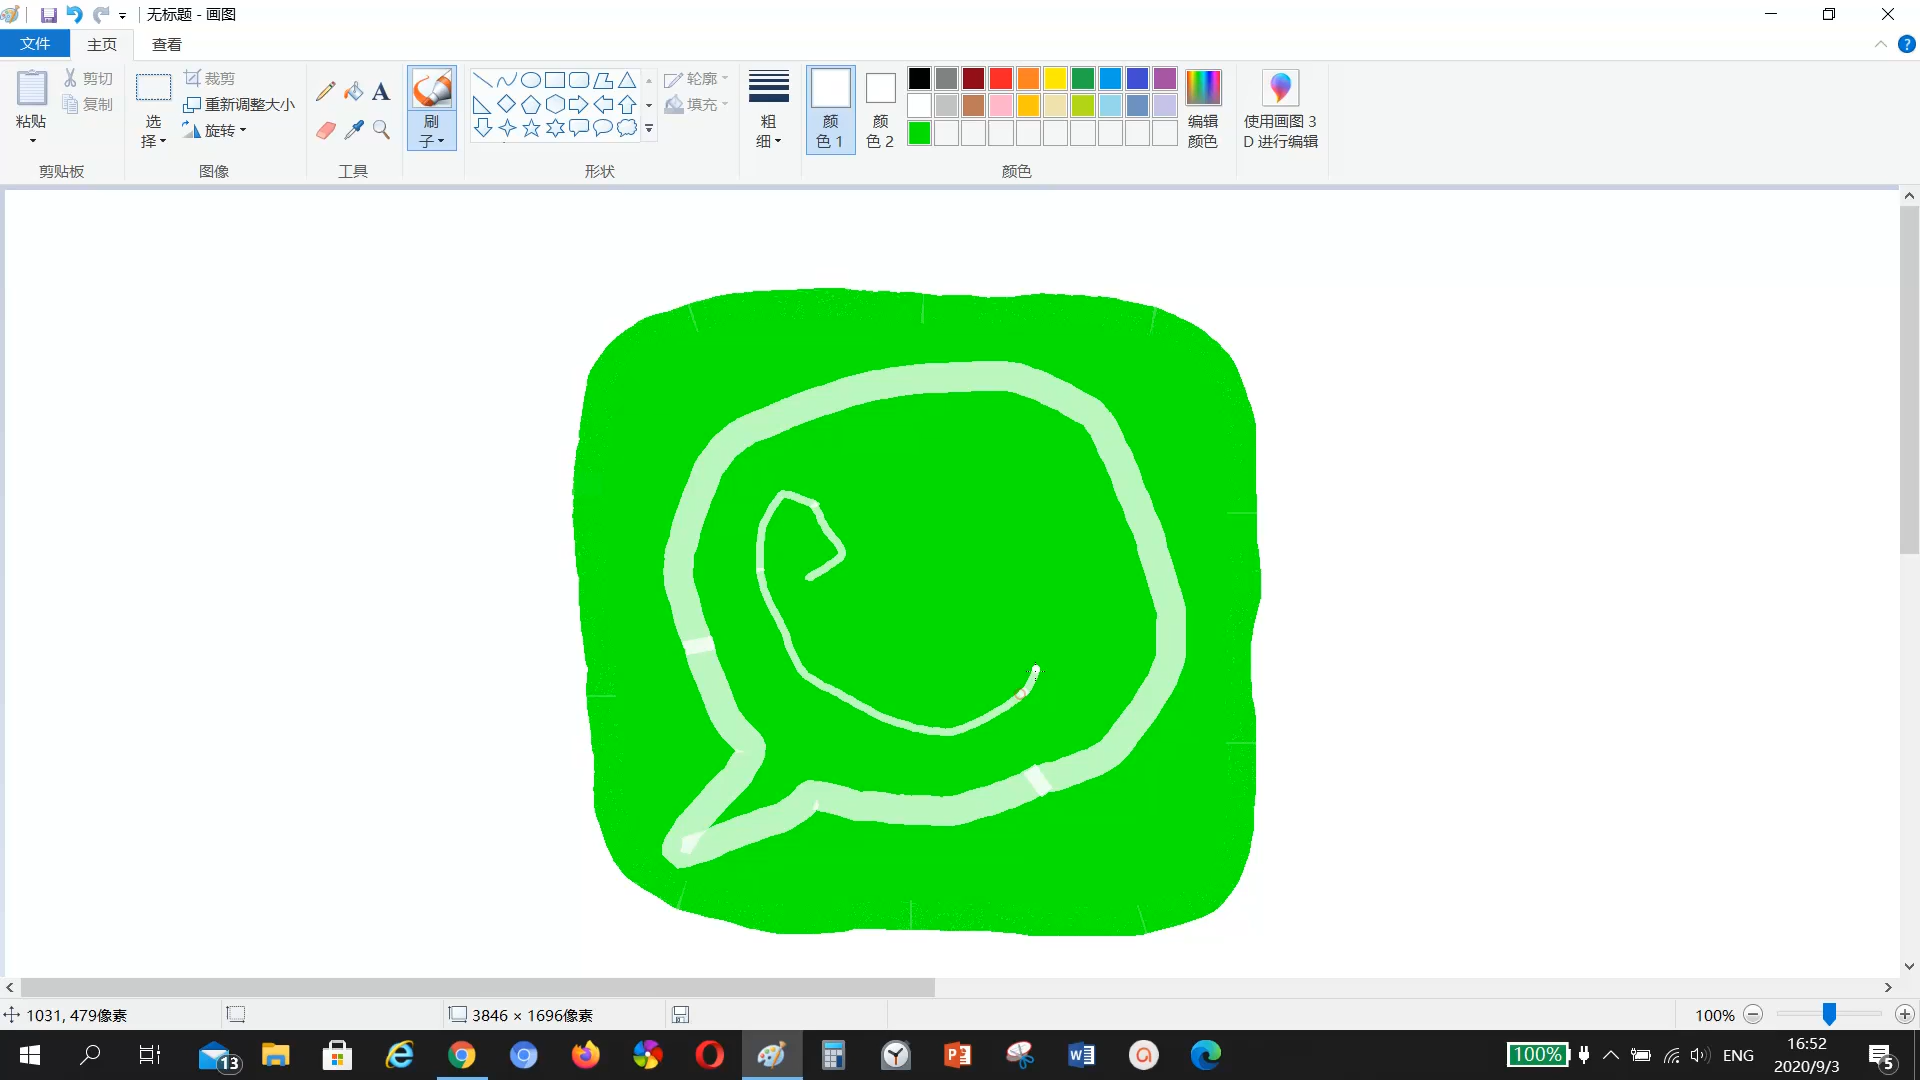 无标题 - 画图
文件 主页 查看
粘贴
剪切
复制
剪贴板
选择
裁剪
重新调整大小
旋转
图像
A
工具
刷子
形状
轮廓
填充
粗细
颜色 1
颜色 2
编辑颜色
颜色
使用画图 3
D 进行编辑
1031, 479像素
3846 × 1696像素
100%
13
100%
ENG
16:52
2020/9/3
5